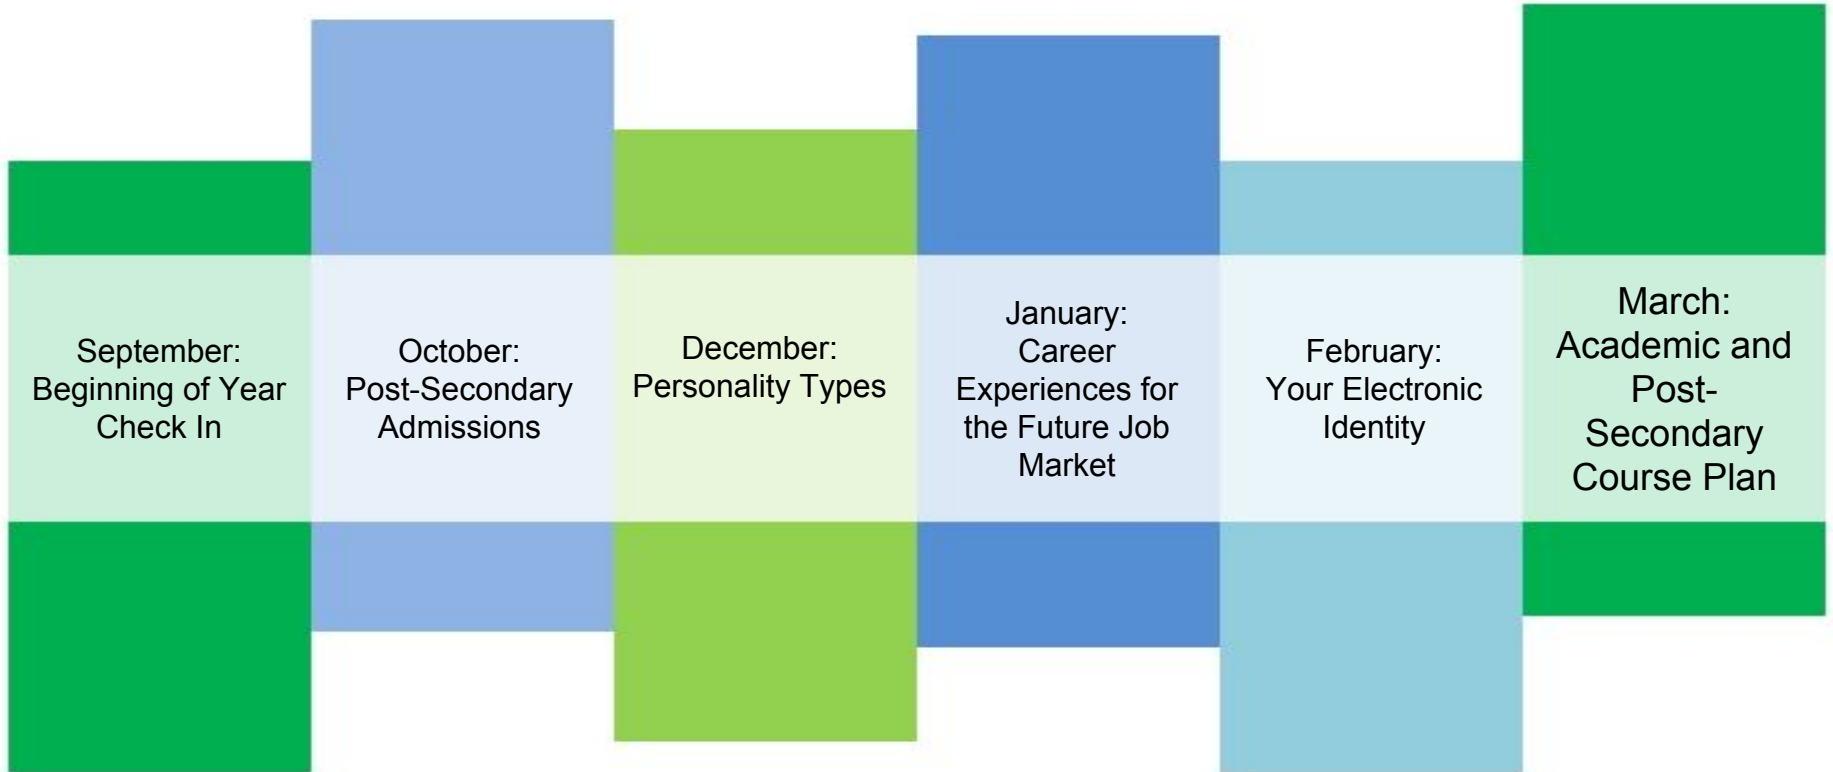 September:
Beginning of Year
Check In
October:
Post-Secondary
Admissions
December:
Personality Types
January:
Career
Experiences for
the Future Job
Market
February:
Your Electronic
Identity
March:
Academic and
Post-
Secondary
Course Plan